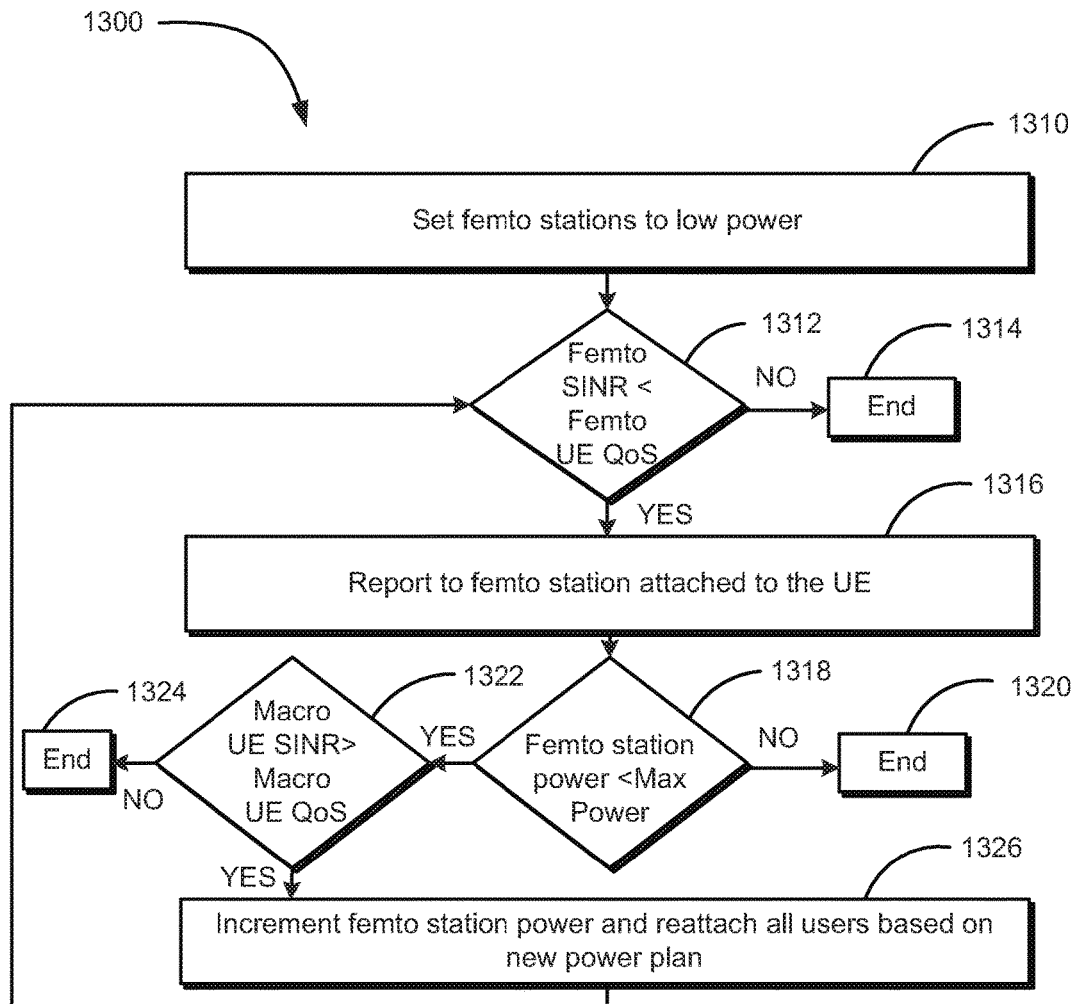 1300
1310
Set femto stations to low power
1312
1314
Femto
SINR <
Femto
UE QoS
NO
End
YES
1316
Report to femto station attached to the UE
1324
1322
1318
1320
End
NO
Macro
UE SINR>
Macro
UE QoS
YES
Femto station
power <Max
Power
NO
End
YES
1326
Increment femto station power and reattach all users based on
new power plan